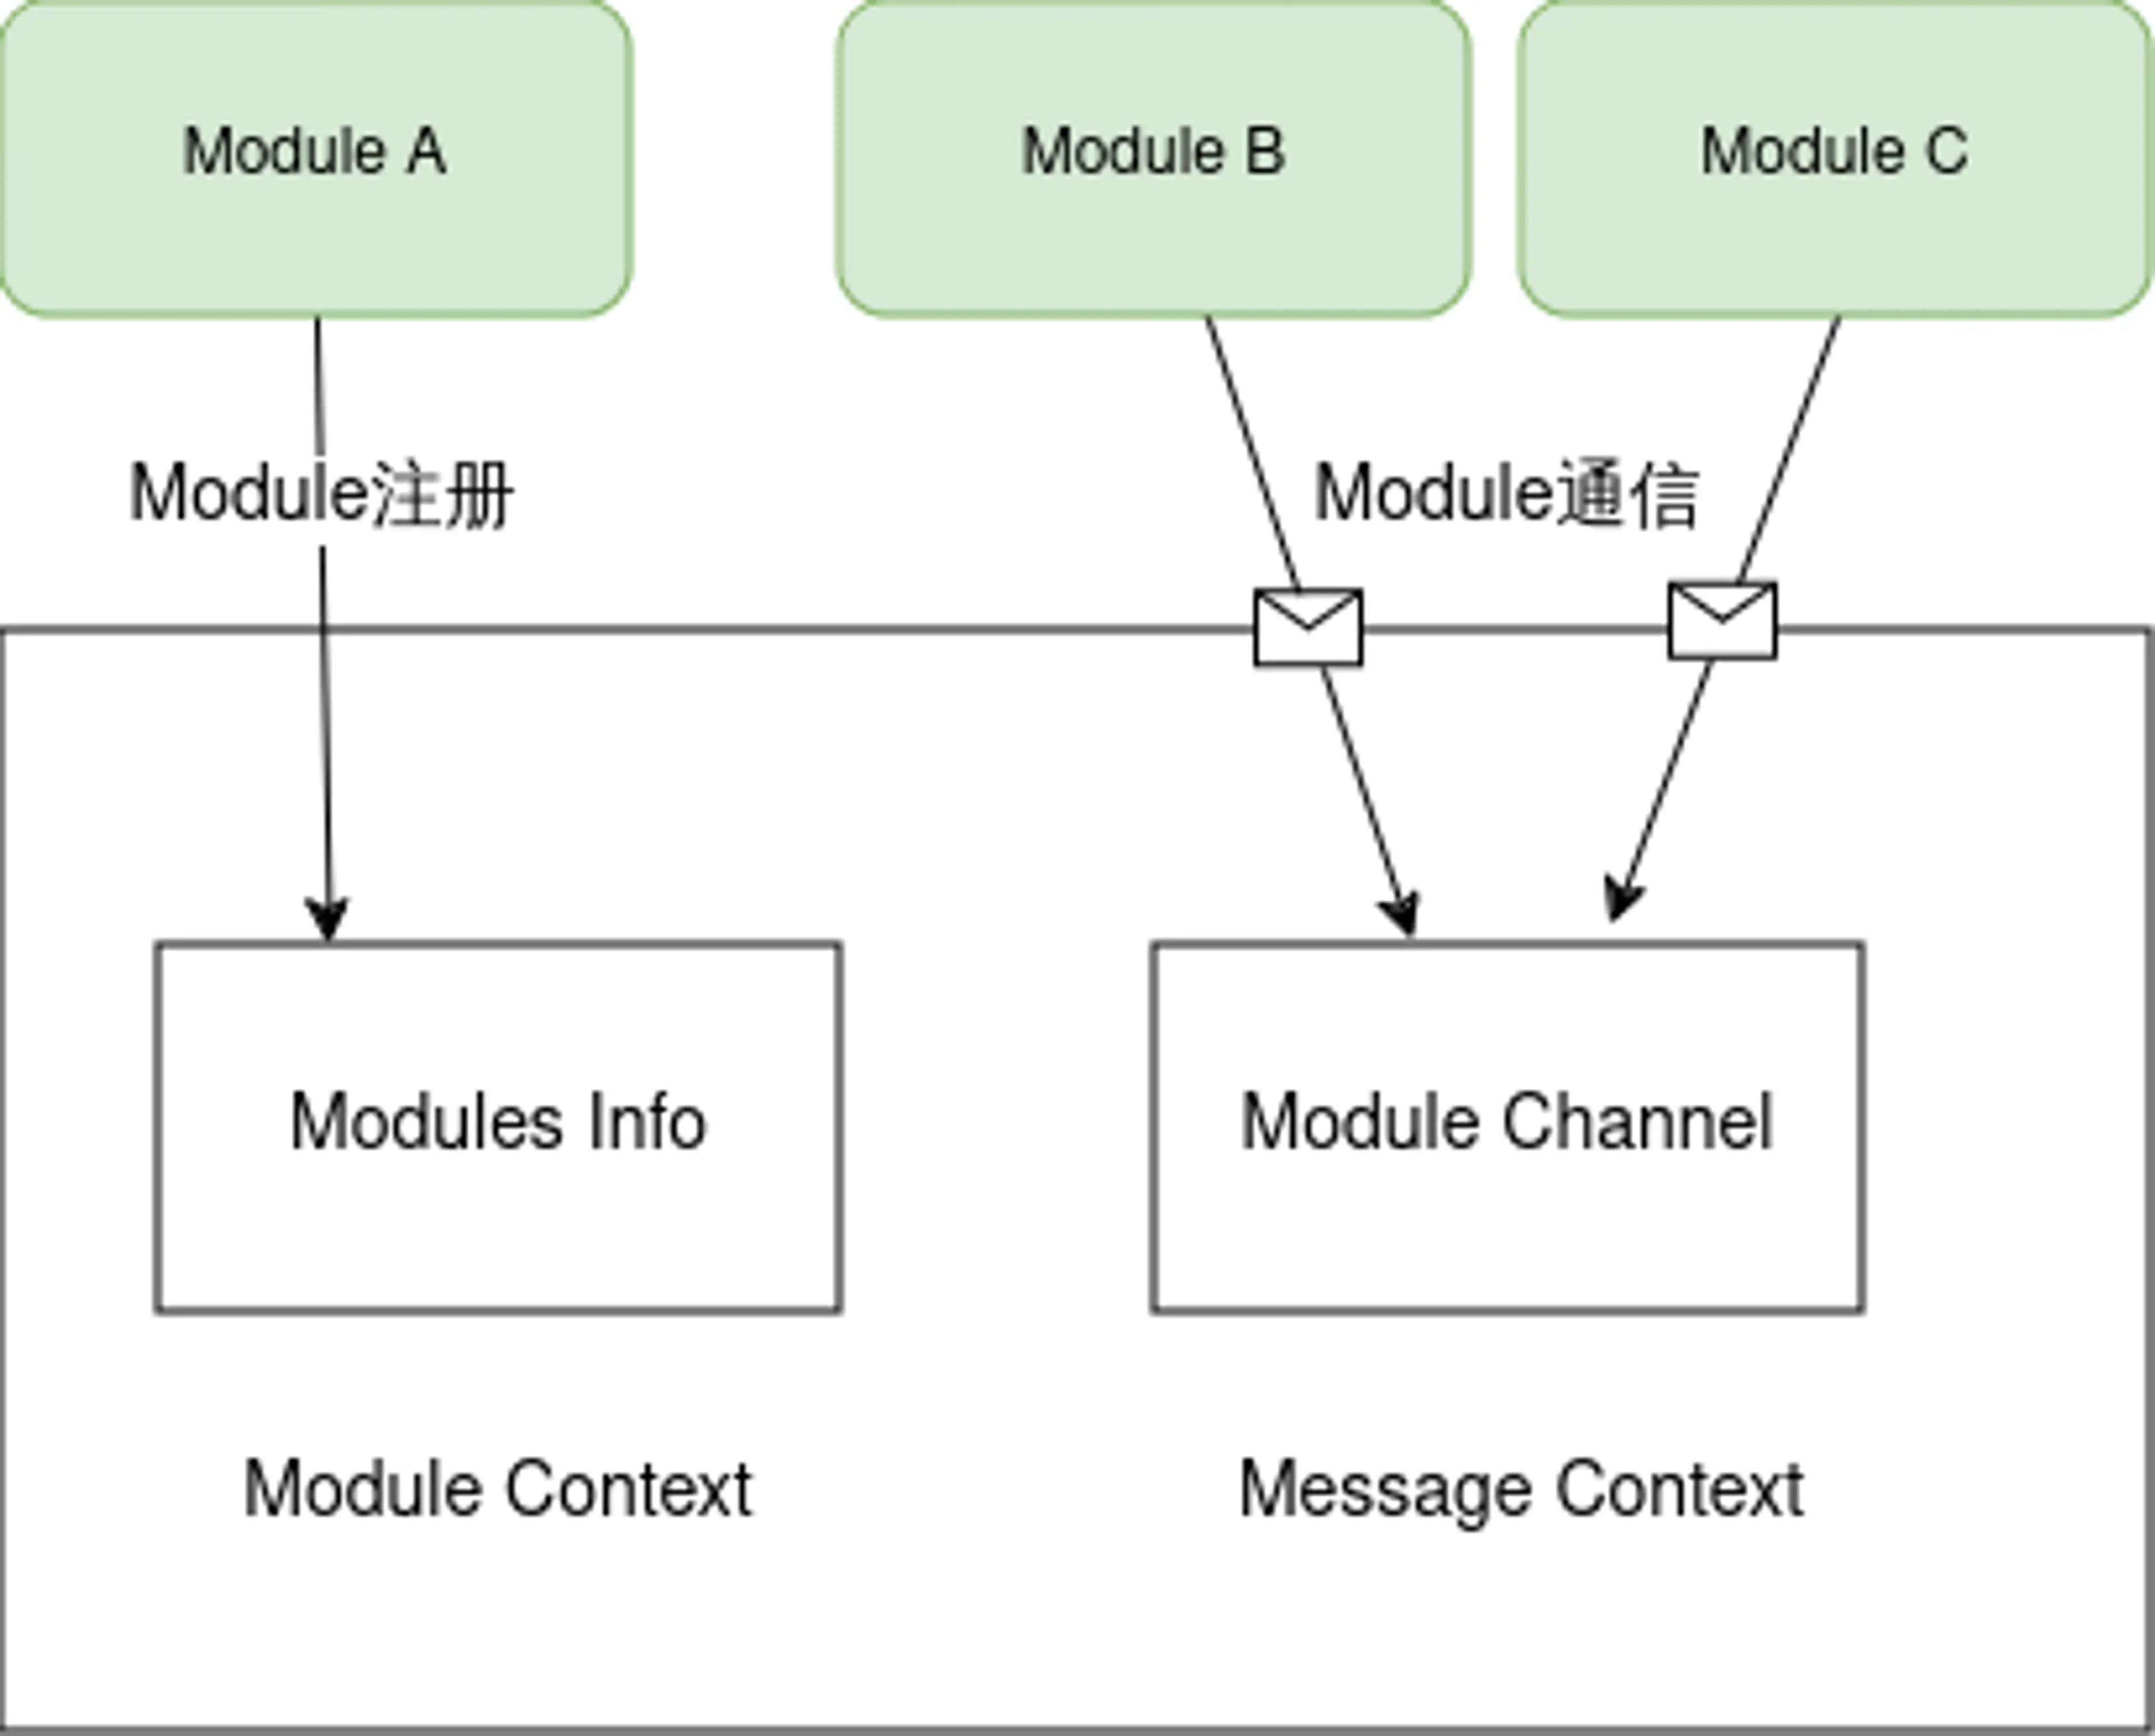 Module A
Module B
Module C
Module注册
Module通信
Modules Info
Module Channel
Module Context
Message Context